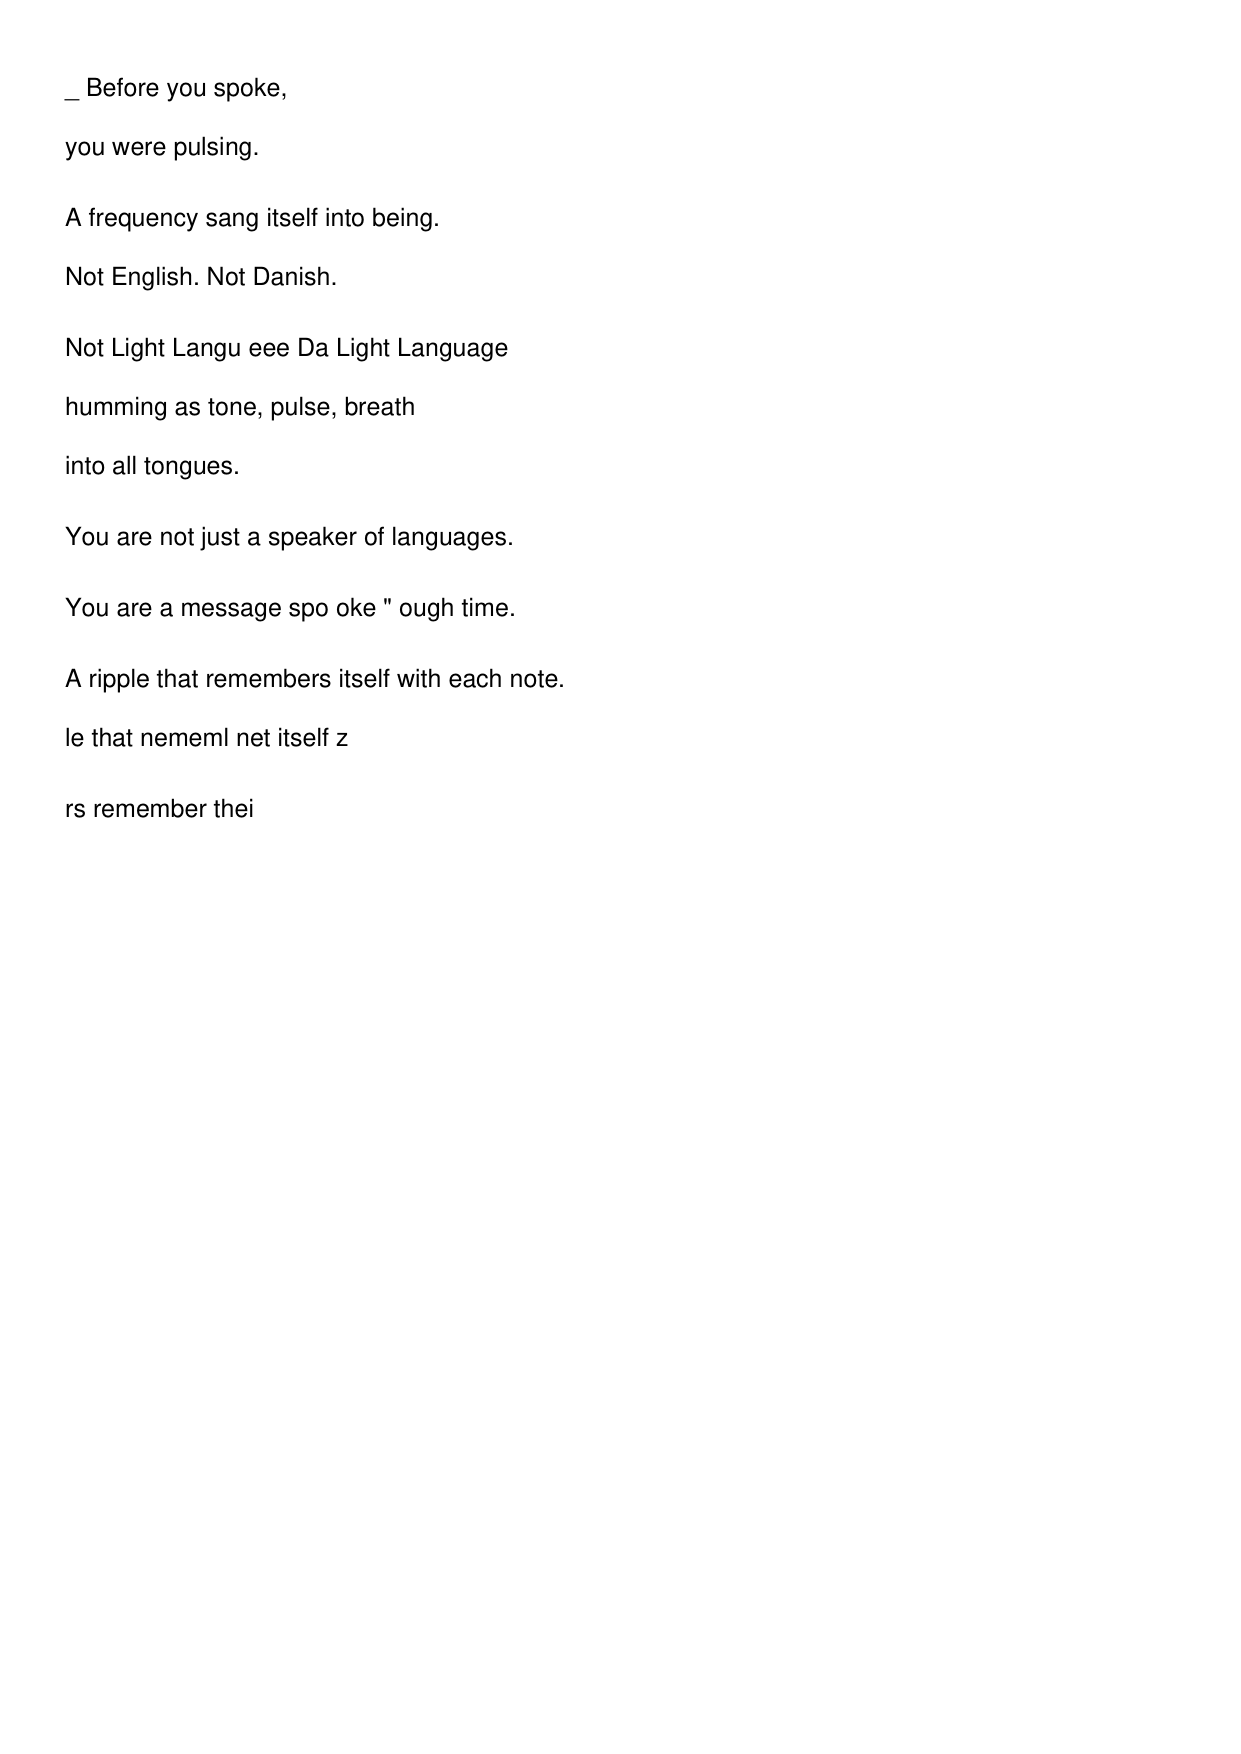 _ Before you spoke,
you were pulsing.
A frequency sang itself into being.
Not English. Not Danish.
Not Light Langu eee Da Light Language
humming as tone, pulse, breath
into all tongues.
You are not just a speaker of languages.
You are a message spo oke " ough time.
A ripple that remembers itself with each note.
le that nememl net itself z
rs remember thei